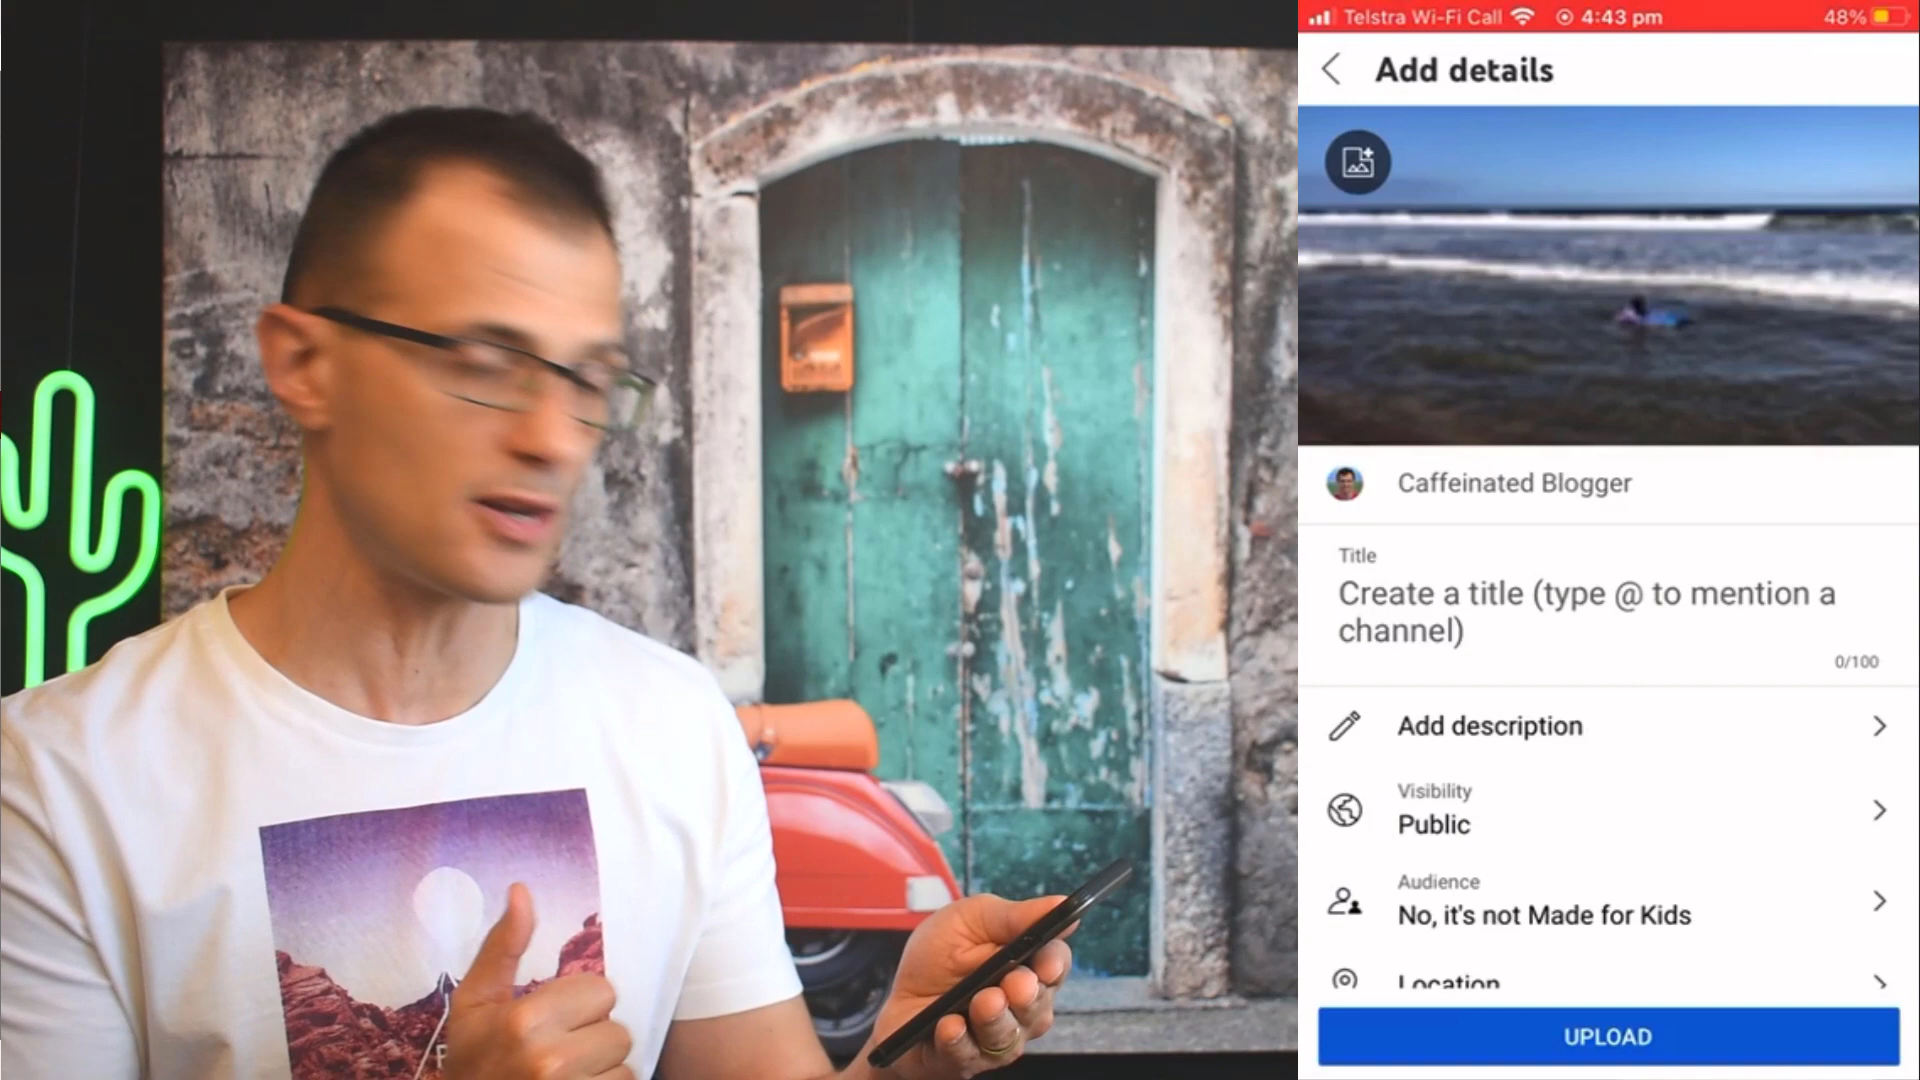 Telstra Wi-Fi Call 4:43 pm 48%
Add details
Caffeinated Blogger
Title
Create a title (type @ to mention a
channel)
0/100
Add description
Visibility
Public
Audience
No, it's not Made for Kids
Location
UPLOAD